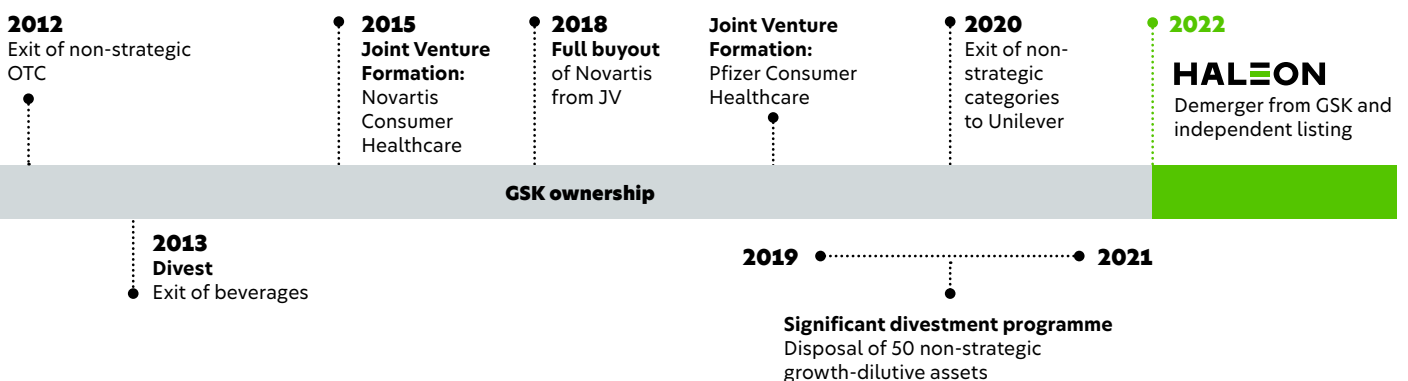 2012
Exit of non-strategic
OTC
2015
Joint Venture
Formation:
Novartis
Consumer
Healthcare
2018
Full buyout
of Novartis
from JV
Joint Venture
Formation:
Pfizer Consumer
Healthcare
2020
Exit of non-
strategic
categories
to Unilever
2022
HALEON
Demerger from GSK and
independent listing
GSK ownership
2013
Divest
Exit of beverages
2019
2021
Significant divestment programme
Disposal of 50 non-strategic
growth-dilutive assets